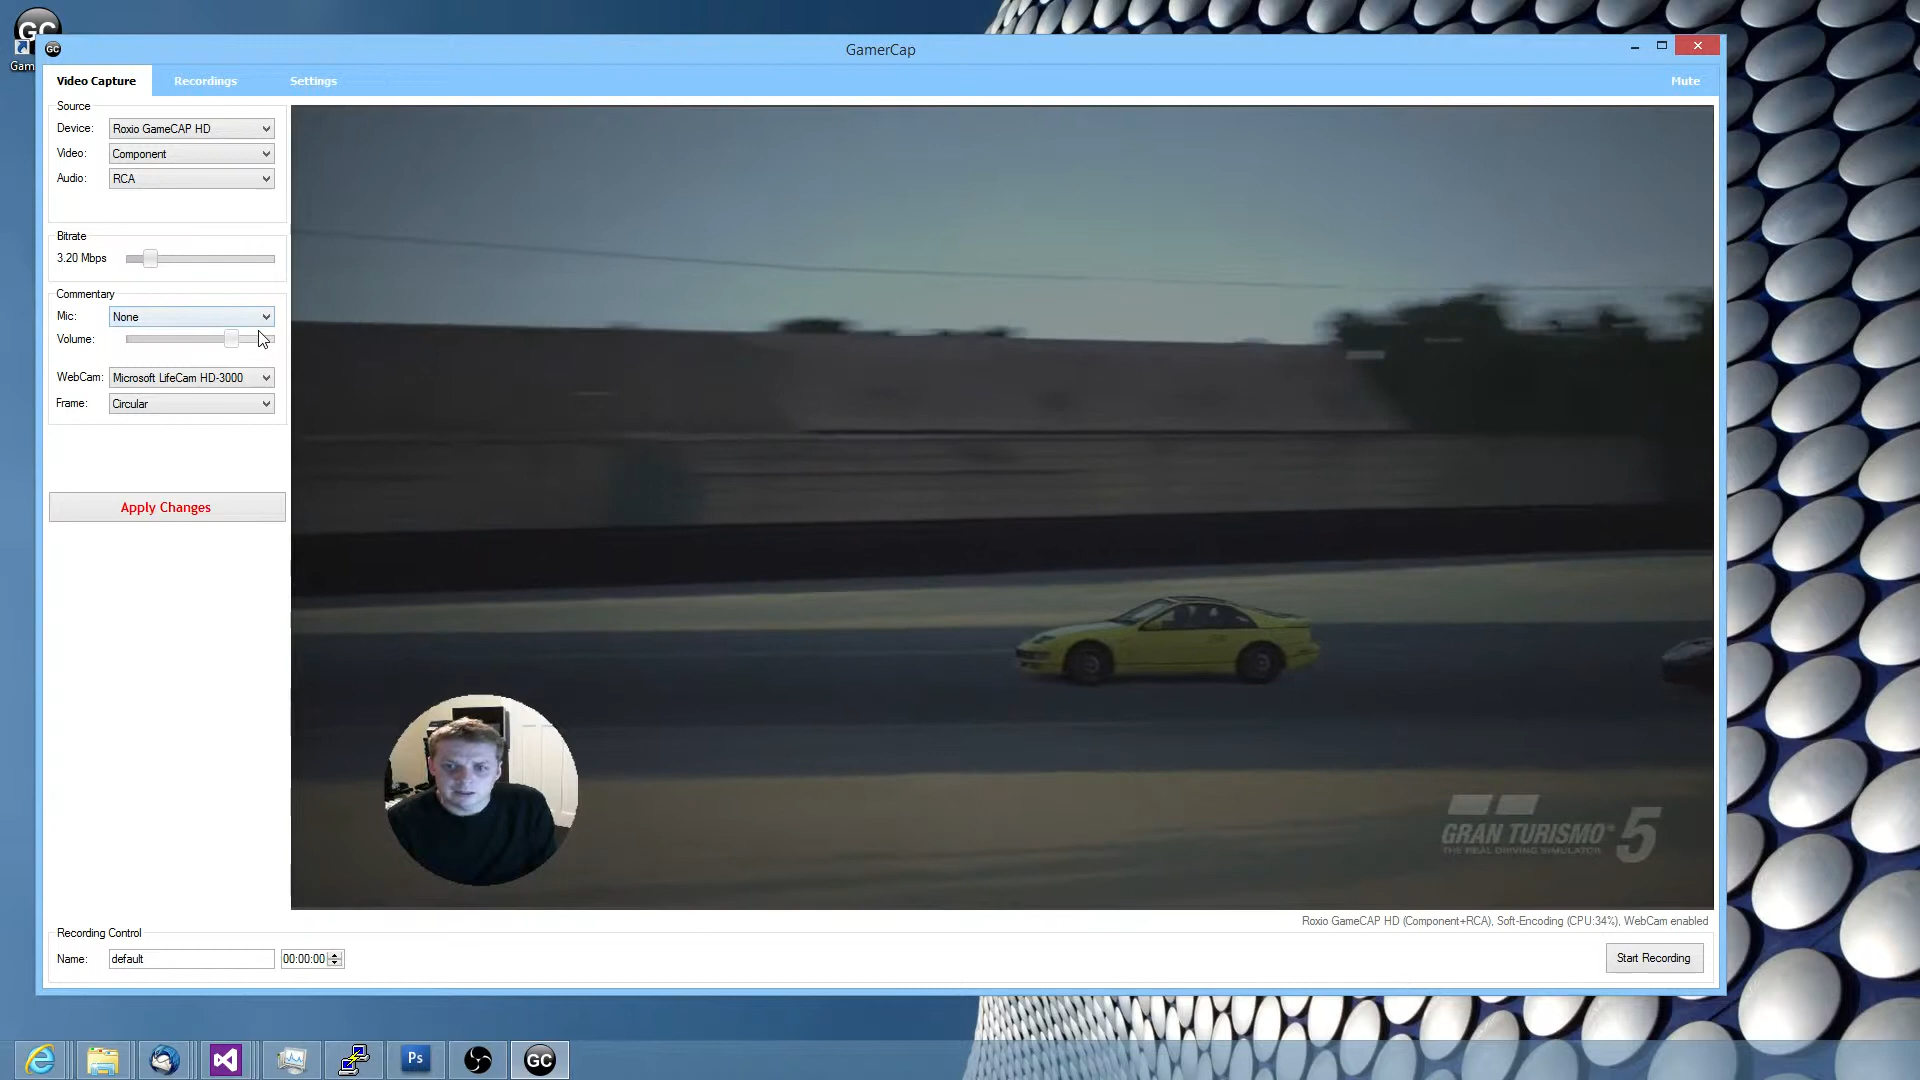 GC
Gam
GC
GamerCap
Video Capture
Recordings
Settings
Mute
Source
Device: Roxio GameCAP HD
Video: Component
Audio: RCA
Bitrate
3.20 Mbps
Commentary
Mic: None
Volume:
WebCam: Microsoft LifeCam HD-3000
Frame: Circular
Apply Changes
GRAN TURISMO 5
THE REAL DRIVING SIMULATOR
Roxio GameCAP HD (Component+RCA), Soft-Encoding (CPU:34%), WebCam enabled
Recording Control
Name: default 00:00:00
Start Recording
Ps
GC